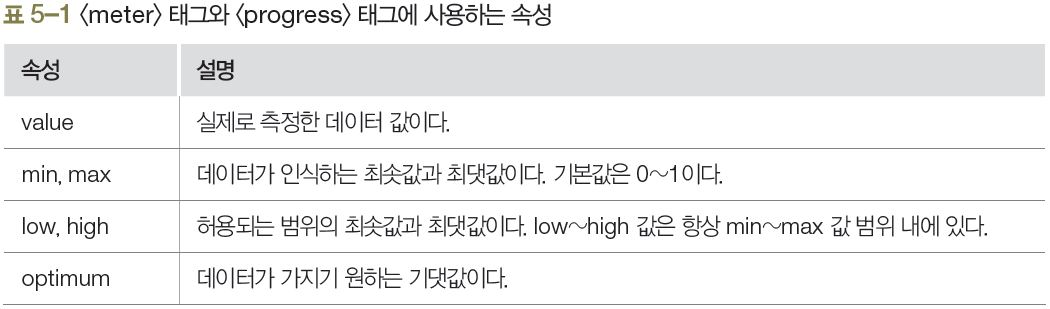 표 5-1 <meter> 태그와 <progress> 태그에 사용하는 속성
속성 설명
value 실제로 측정한 데이터 값이다.
min, max 데이터가 인식하는 최솟값과 최댓값이다. 기본값은 0~1이다.
low, high 허용되는 범위의 최솟값과 최댓값이다. low~high 값은 항상 min~max 값 범위 내에 있다.
optimum 데이터가 가지기 원하는 기댓값이다.